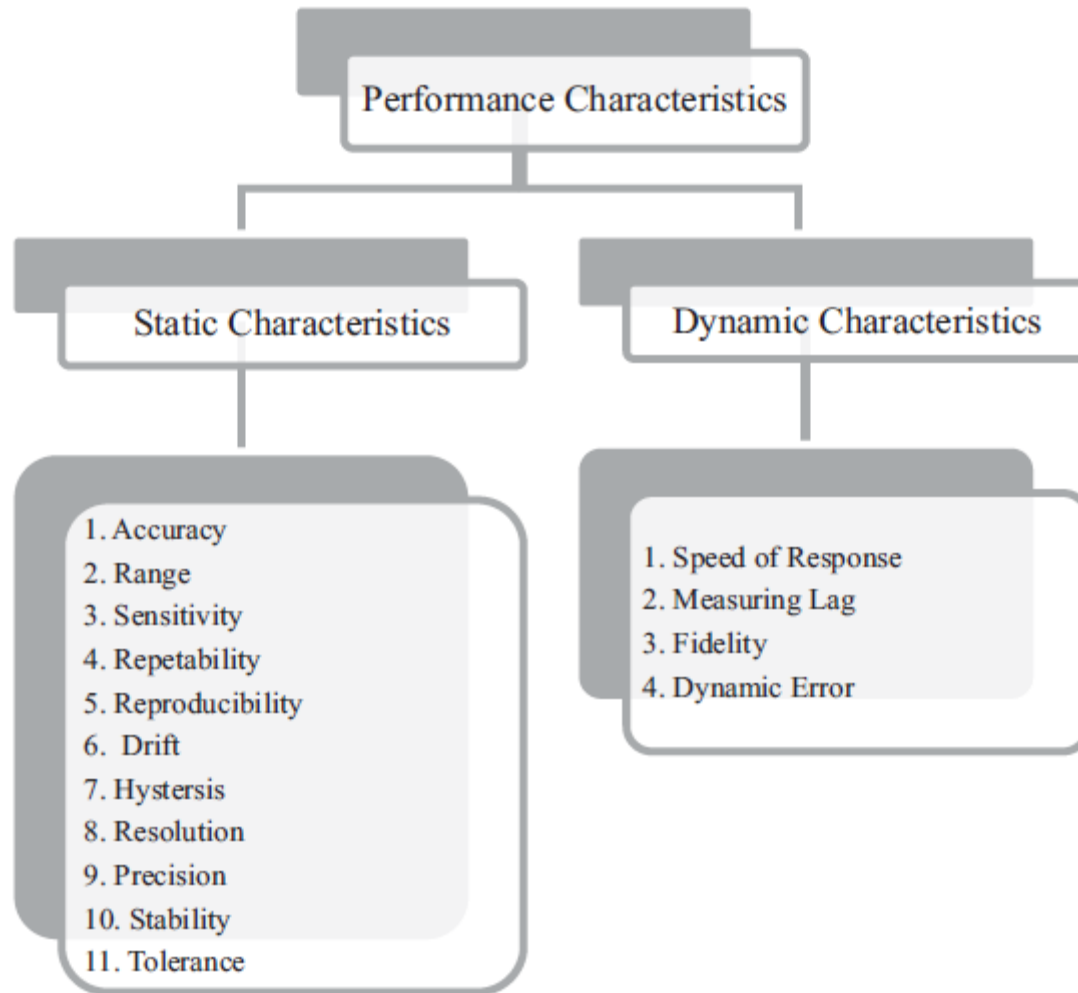 Performance Characteristics
Static Characteristics
Dynamic Characteristics
1. Accuracy
2. Range
3. Sensitivity
4. Repetability
5. Reproducibility
6. Drift
7. Hystersis
8. Resolution
9. Precision
10. Stability
11. Tolerance
1. Speed of Response
2. Measuring Lag
3. Fidelity
4. Dynamic Error